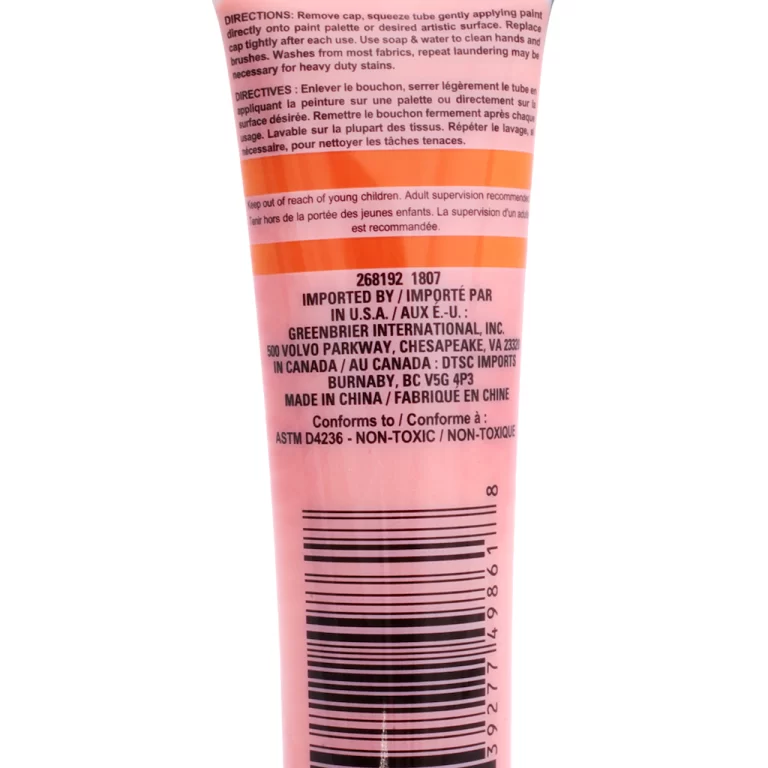 DIRECTIONS: Remove cap, squeeze tube gently applying paint
directly onto paint palette or desired artistic surface. Replace
cap tightly after each use. Use soap & water to clean hands and
brushes. Washes from most fabrics, repeat laundering may be
necessary for heavy duty stains.
DIRECTIVES : Enlever le bouchon, serrer légèrement le tube en
appliquant la peinture sur une palette ou directement sur la
surface désirée. Remettre le bouchon fermement après chaque
usage. Lavable sur la plupart des tissus. Répéter le lavage, si
nécessaire, pour nettoyer les tâches tenaces.
Keep out of reach of young children. Adult supervision recommended
Tenir hors de la portée des jeunes enfants. La supervision d'un adulte
est recommandée.
268192 1807
IMPORTED BY / IMPORTÉ PAR
IN U.S.A. / AUX É.-U. :
GREENBRIER INTERNATIONAL, INC.
500 VOLVO PARKWAY, CHESAPEAKE, VA 23320
IN CANADA / AU CANADA : DTSC IMPORTS
BURNABY, BC V5G 4P3
MADE IN CHINA / FABRIQUÉ EN CHINE
Conforms to / Conforme à :
ASTM D4236 - NON-TOXIC / NON-TOXIQUE
39277 49861 8